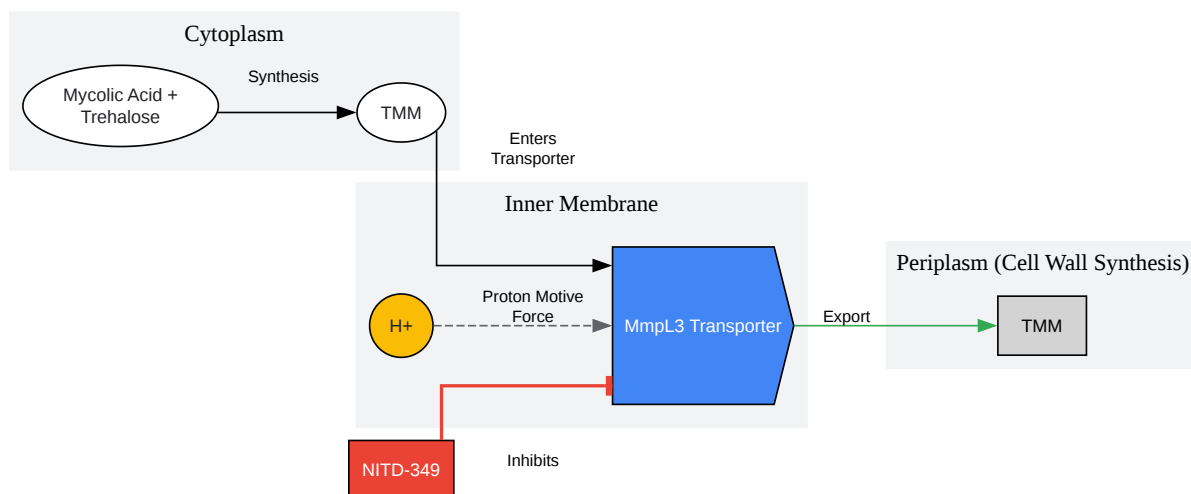 Cytoplasm
Mycolic Acid +
Trehalose
Synthesis
TMM
Enters
Transporter
Inner Membrane
H+
Proton Motive
Force
MmpL3 Transporter
Export
Periplasm (Cell Wall Synthesis)
TMM
NITD-349
Inhibits